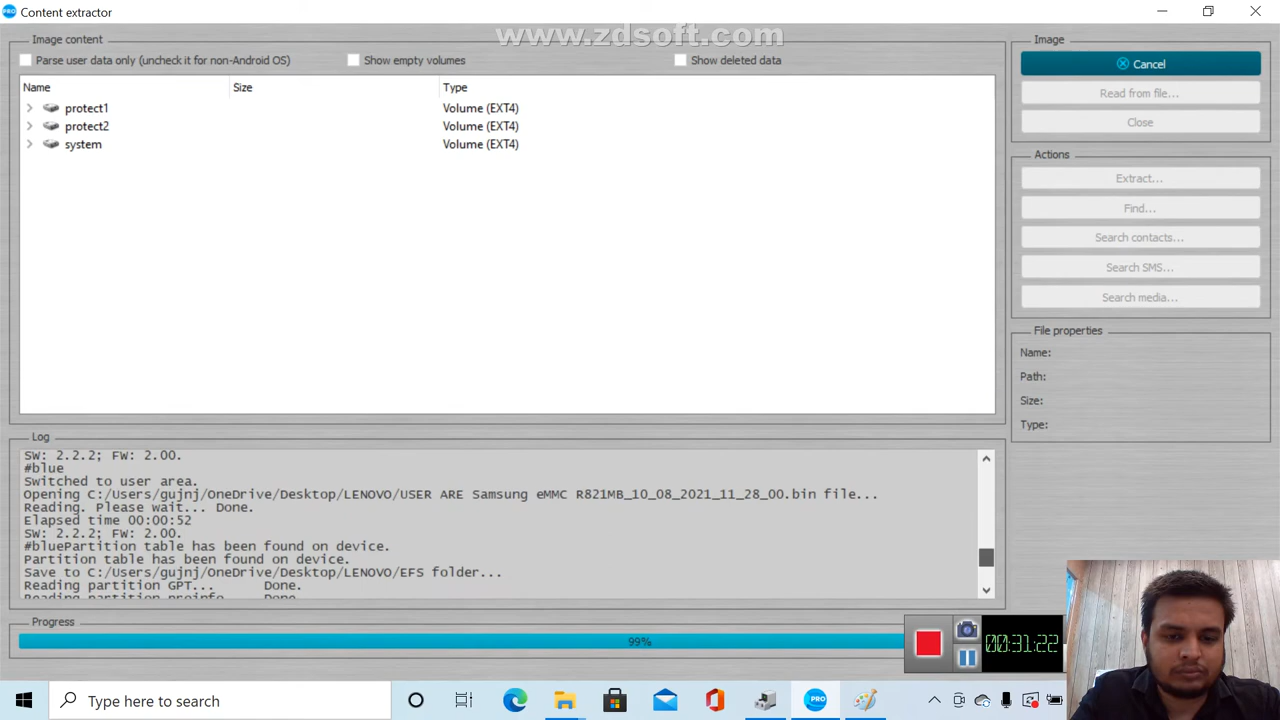 PRO Content extractor
www.zdsoft.com
Image content
Parse user data only (uncheck it for non-Android OS)
Show empty volumes
Show deleted data
Name Size Type
protect1 Volume (EXT4)
protect2 Volume (EXT4)
system Volume (EXT4)
Image
Cancel
Read from file...
Close
Actions
Extract...
Find...
Search contacts...
Search SMS...
Search media...
File properties
Name:
Path:
Size:
Type:
Log
SW: 2.2.2; FW: 2.00.
#blue
Switched to user area.
Opening C:/Users/gujnj/OneDrive/Desktop/LENOVO/USER ARE Samsung eMMC R821MB_10_08_2021_11_28_00.bin file...
Reading. Please wait... Done.
Elapsed time 00:00:52
SW: 2.2.2; FW: 2.00.
#bluePartition table has been found on device.
Partition table has been found on device.
Save to C:/Users/gujnj/OneDrive/Desktop/LENOVO/EFS folder...
Reading partition GPT... Done.
Reading partition proinfo Done.
Progress
99%
00:31:22
Type here to search
PRO